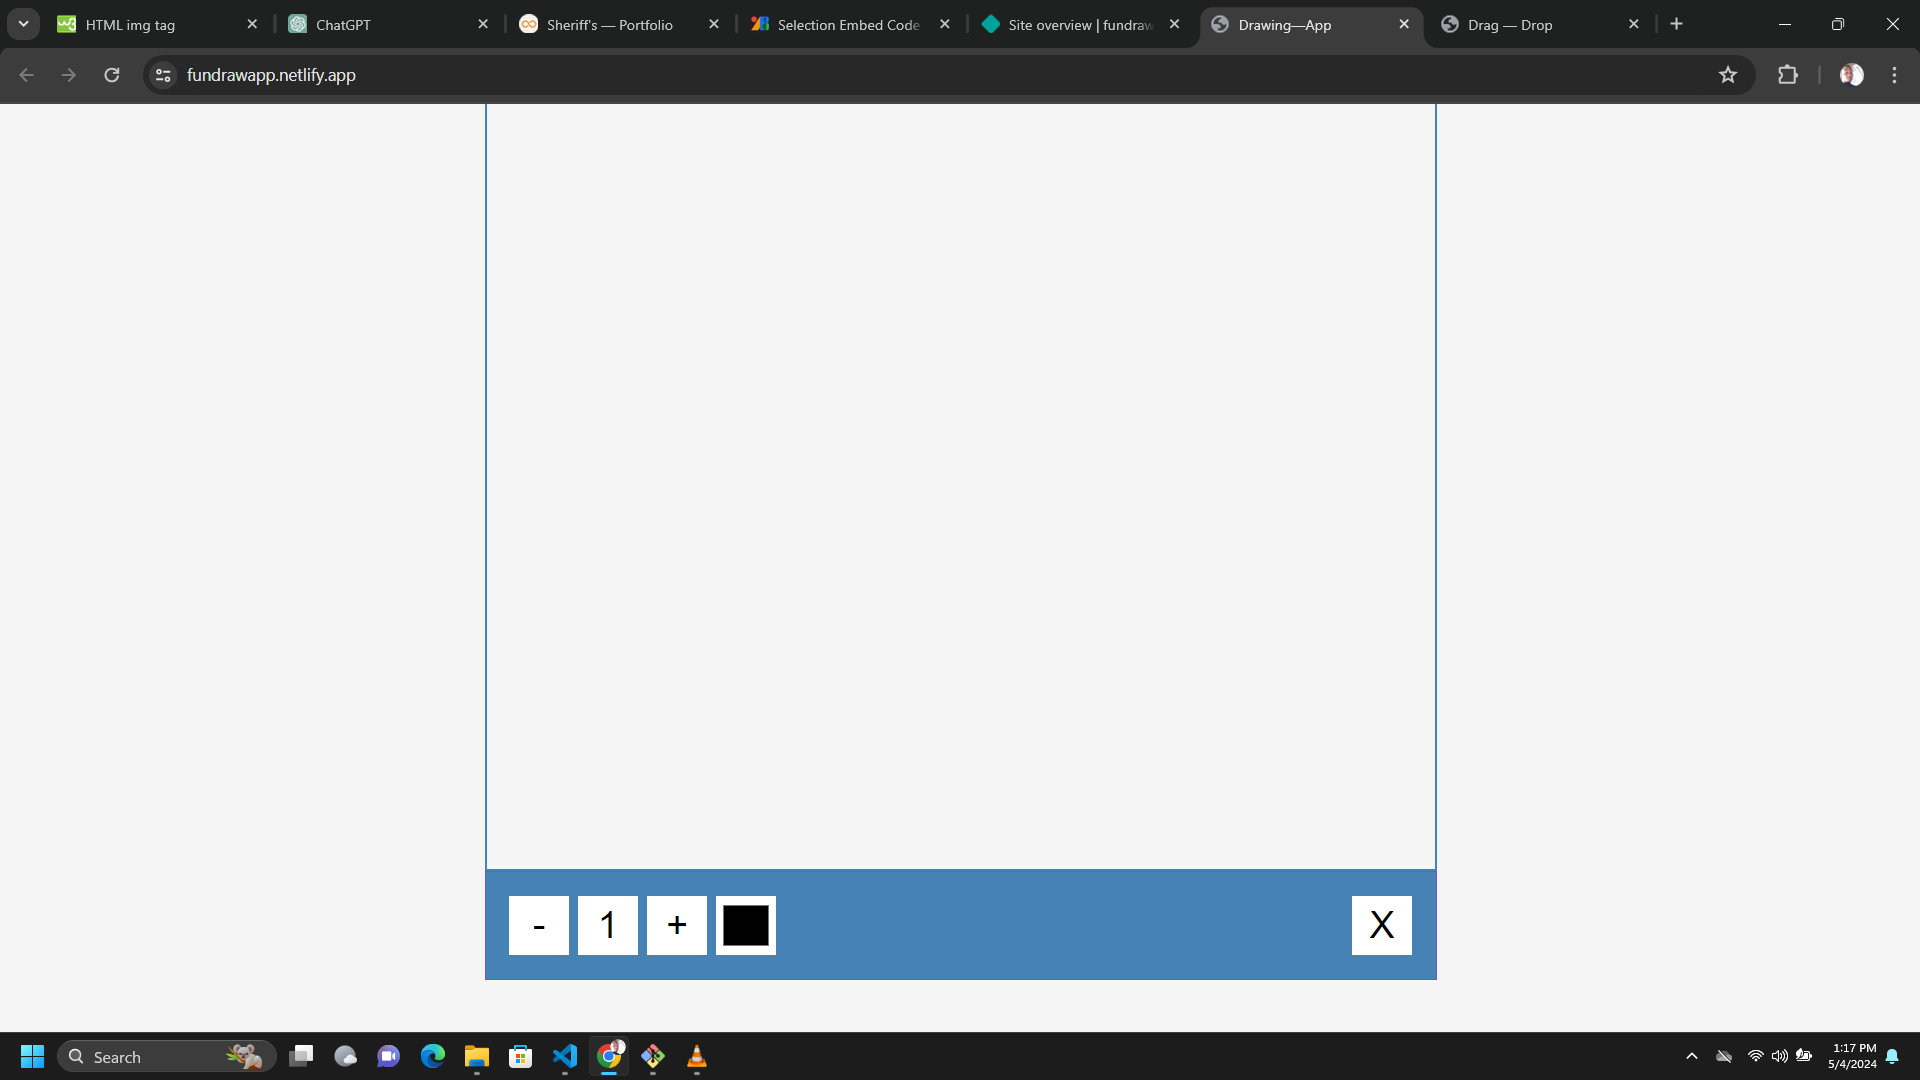 HTML img tag
ChatGPT
Sheriff's — Portfolio
Selection Embed Code
Site overview | fundraw
Drawing—App
Drag — Drop
fundrawapp.netlify.app
- 1 + X
Search
1:17 PM
5/4/2024